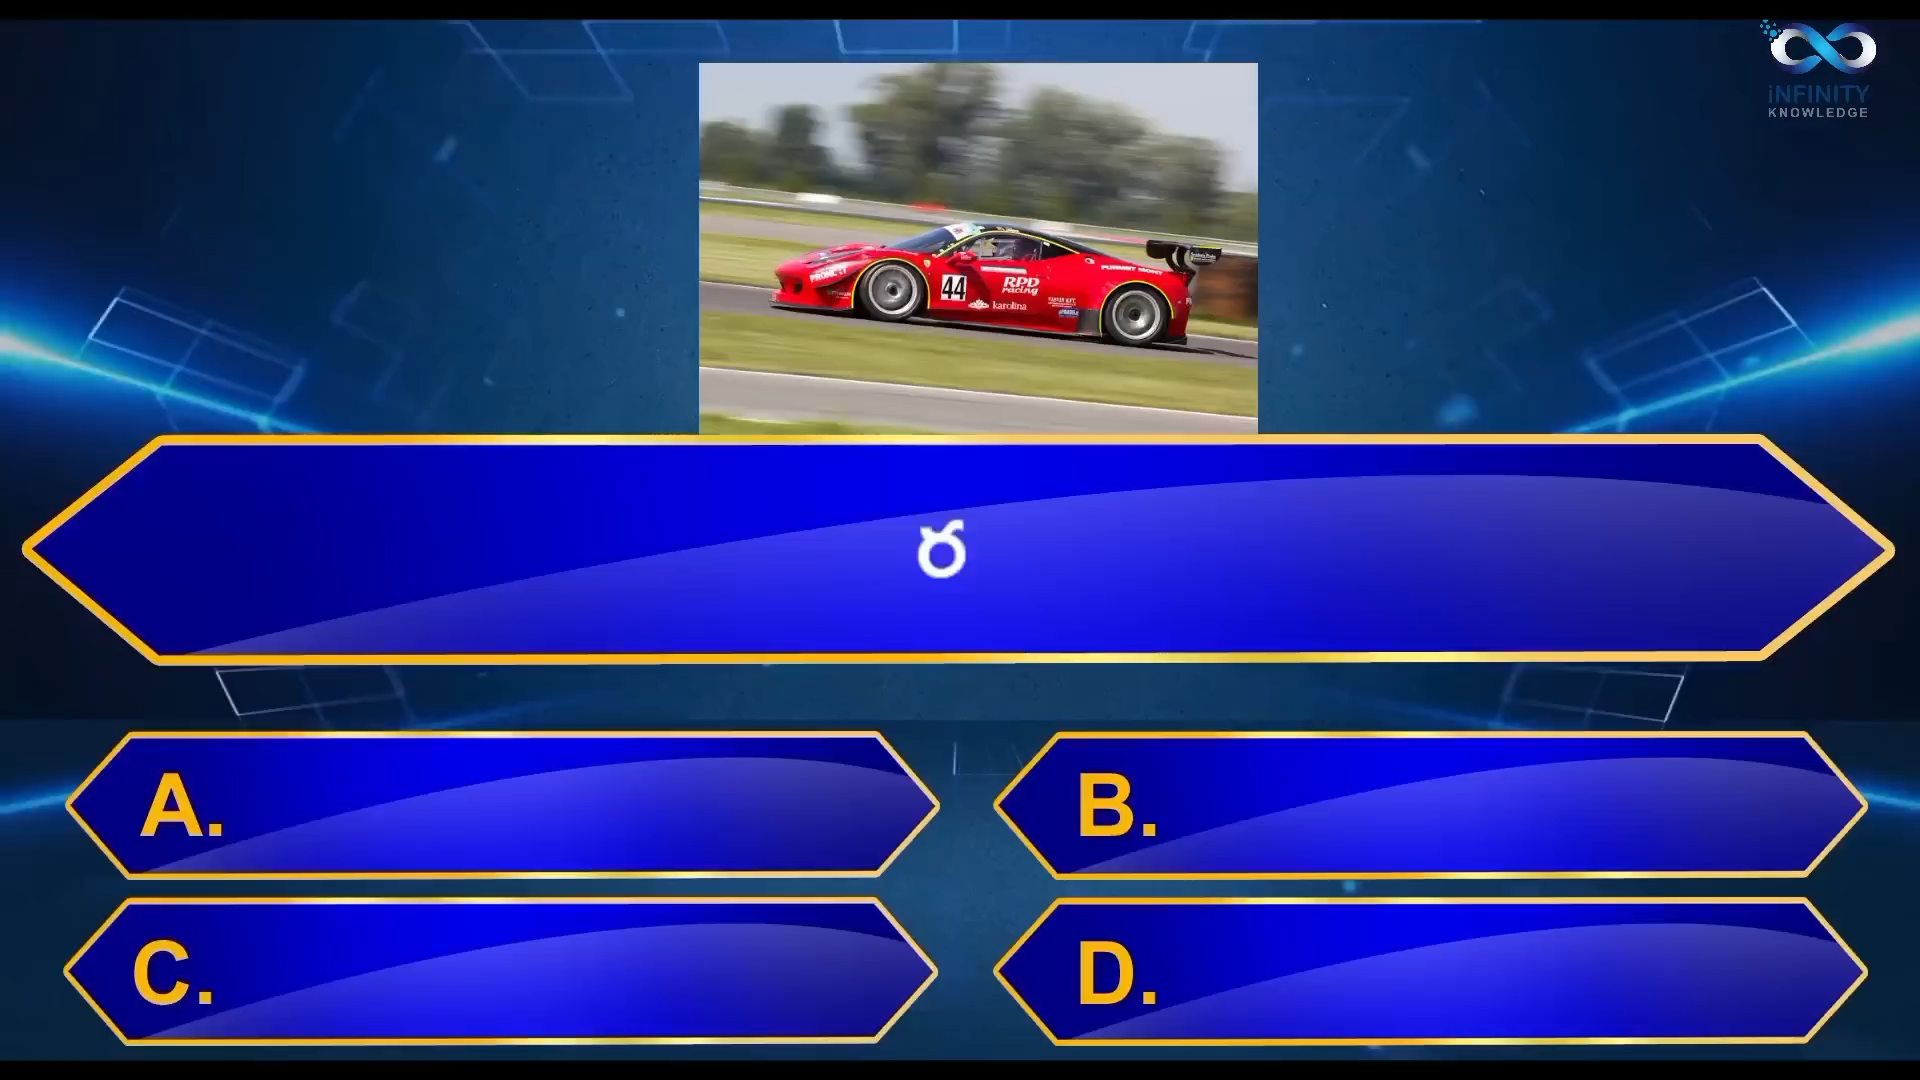 iNFINITY
KNOWLEDGE
44
RPD
racing
karolina
ర
A.
B.
C.
D.